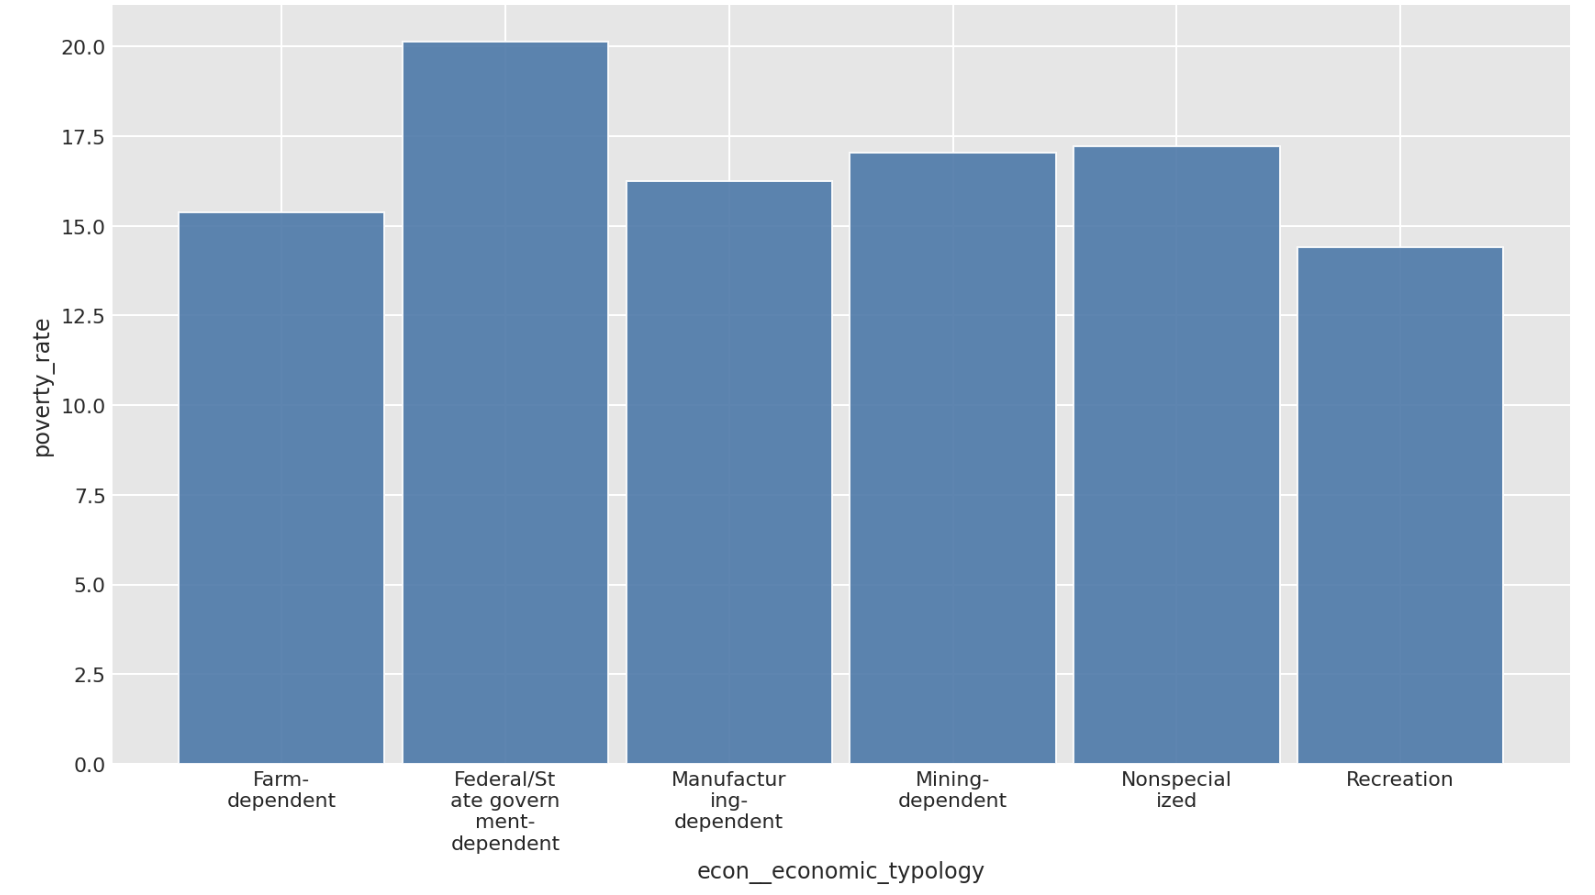 20.0
17.5
15.0
12.5
10.0
7.5
5.0
2.5
0.0
poverty_rate
Farm-
dependent
Federal/St
ate govern
ment-
dependent
Manufactur
ing-
dependent
Mining-
dependent
Nonspecial
ized
Recreation
econ__economic_typology